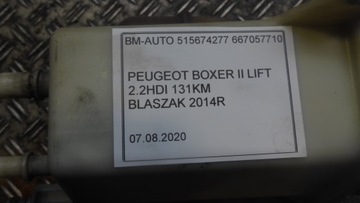 BM-AUTO 515674277 667057710
PEUGEOT BOXER II LIFT
2.2HDI 131KM
BLASZAK 2014R
07.08.2020